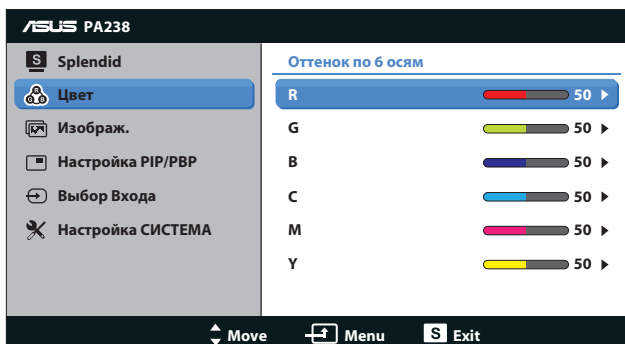 ASUS PA238
S Splendid
Цвет
Изображ.
Настройка PIP/PBP
Выбор Входа
Настройка СИСТЕМА
Оттенок по 6 осям
R 50
G 50
B 50
C 50
M 50
Y 50
Move Menu S Exit